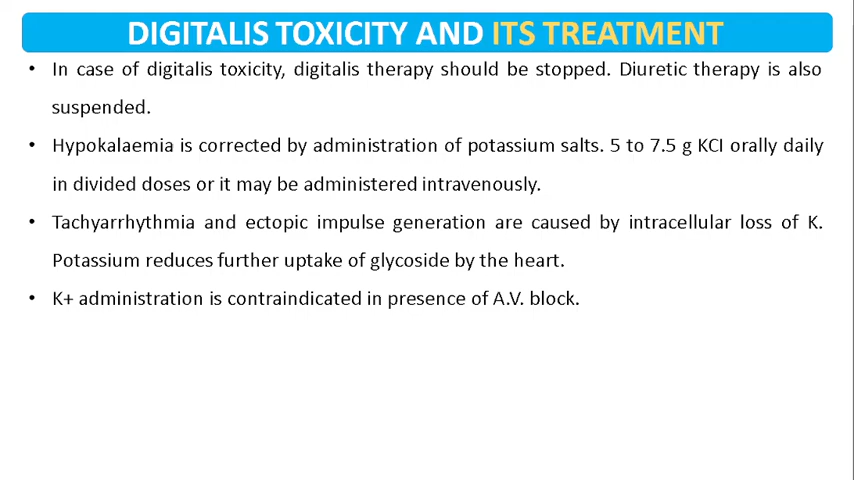 DIGITALIS TOXICITY AND ITS TREATMENT
• In case of digitalis toxicity, digitalis therapy should be stopped. Diuretic therapy is also
suspended.
• Hypokalaemia is corrected by administration of potassium salts. 5 to 7.5 g KCI orally daily
in divided doses or it may be administered intravenously.
• Tachyarrhythmia and ectopic impulse generation are caused by intracellular loss of K.
Potassium reduces further uptake of glycoside by the heart.
• K+ administration is contraindicated in presence of A.V. block.